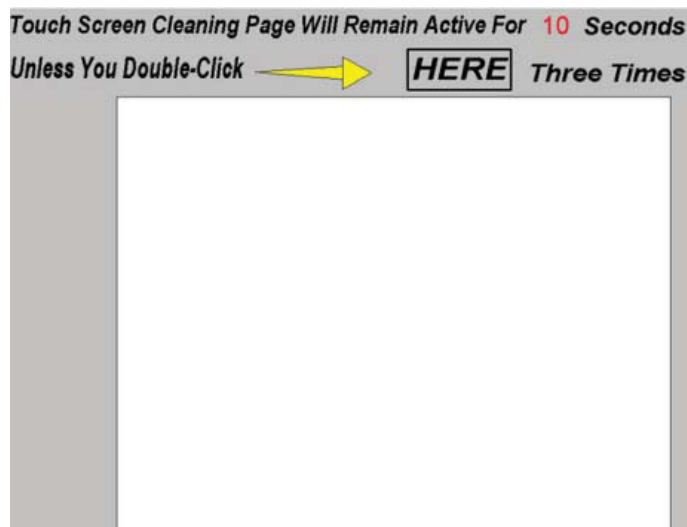 Touch Screen Cleaning Page Will Remain Active For 10 Seconds
Unless You Double-Click HERE Three Times